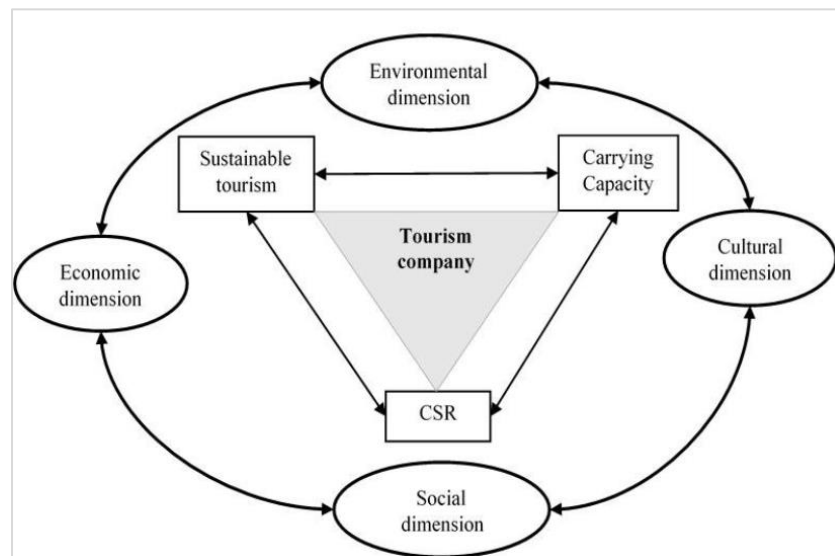 Environmental
dimension
Sustainable
tourism
Carrying
Capacity
Tourism
company
Economic
dimension
Cultural
dimension
CSR
Social
dimension